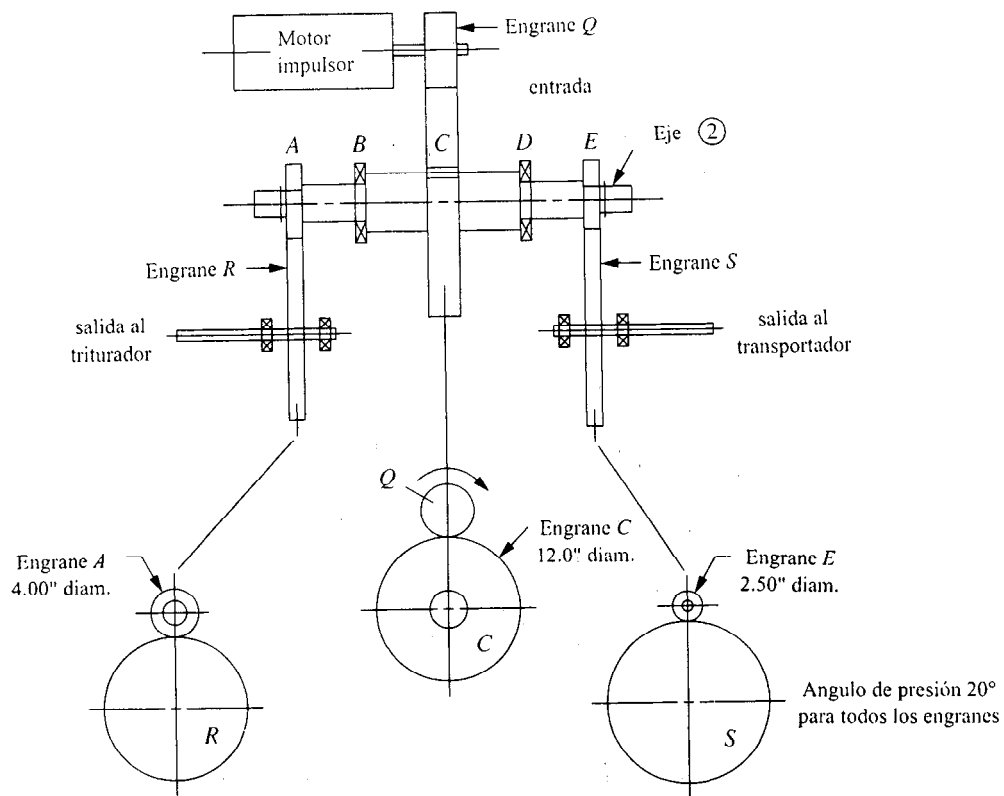 Engrane Q
Motor
impulsor
entrada
A
B
C
D
E
Eje 2
Engrane R
Engrane S
salida al
triturador
salida al
transportador
Q
Engrane C
12.0" diam.
Engrane A
4.00" diam.
Engrane E
2.50" diam.
C
R
S
Angulo de presión 20°
para todos los engranes